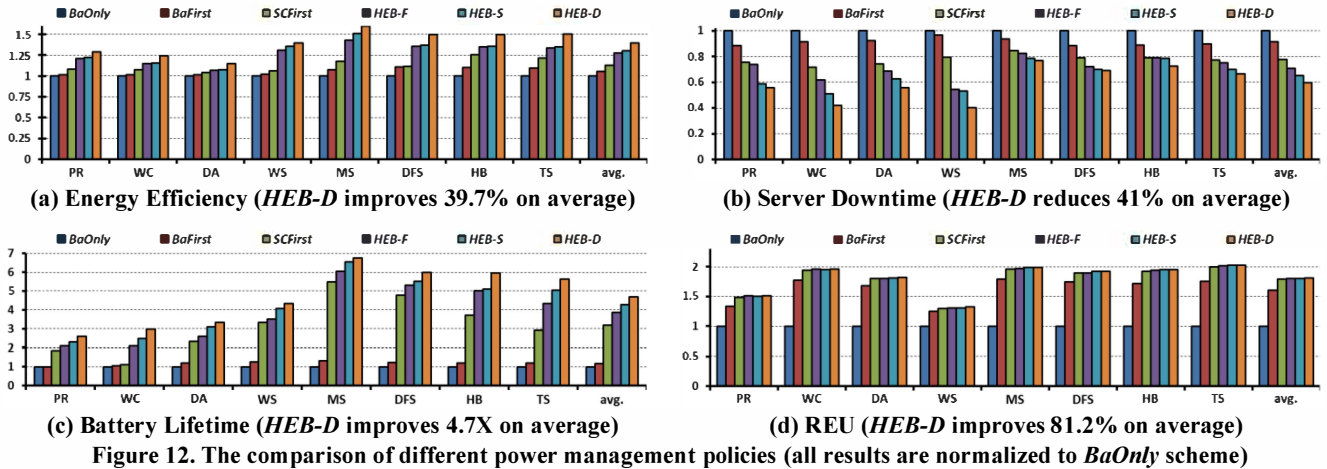 BaOnly BaFirst SCFirst HEB-F HEB-S HEB-D
1.5
1.25
1
0.75
0.5
0.25
0
PR WC DA WS MS DFS HB TS avg.
(a) Energy Efficiency (HEB-D improves 39.7% on average)
BaOnly BaFirst SCFirst HEB-F HEB-S HEB-D
1
0.8
0.6
0.4
0.2
0
PR WC DA WS MS DFS HB TS avg.
(b) Server Downtime (HEB-D reduces 41% on average)
BaOnly BaFirst SCFirst HEB-F HEB-S HEB-D
7
6
5
4
3
2
1
0
PR WC DA WS MS DFS HB TS avg.
(c) Battery Lifetime (HEB-D improves 4.7X on average)
BaOnly BaFirst SCFirst HEB-F HEB-S HEB-D
2
1.5
1
0.5
0
PR WC DA WS MS DFS HB TS avg.
(d) REU (HEB-D improves 81.2% on average)
Figure 12. The comparison of different power management policies (all results are normalized to BaOnly scheme)